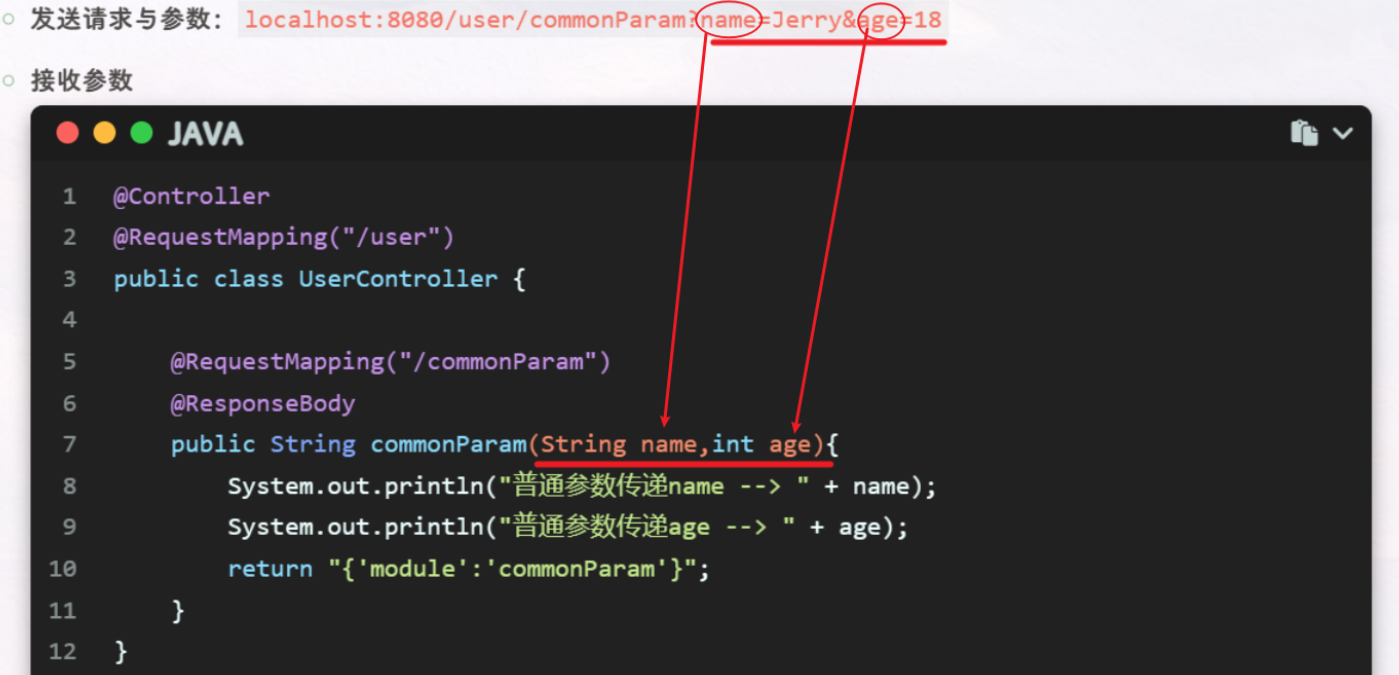 发送请求与参数： localhost:8080/user/commonParam?name=Jerry&age=18
接收参数
JAVA
1 @Controller
2 @RequestMapping("/user")
3 public class UserController {
4
5 @RequestMapping("/commonParam")
6 @ResponseBody
7 public String commonParam(String name,int age){
8 System.out.println("普通参数传递name --> " + name);
9 System.out.println("普通参数传递age --> " + age);
10 return "{'module':'commonParam'}";
11 }
12 }